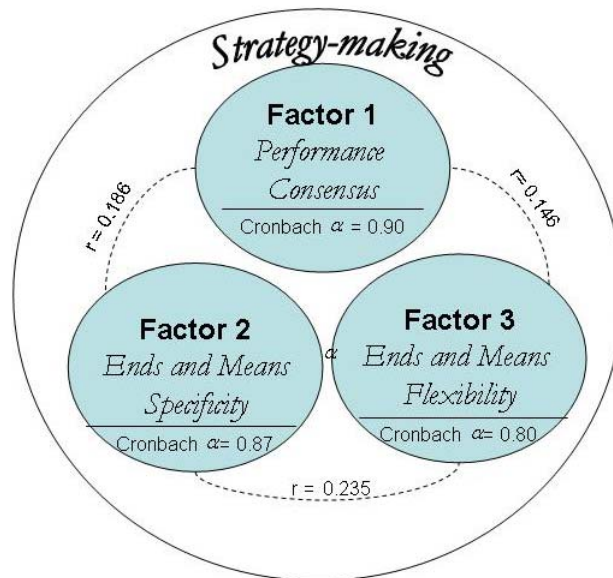 Strategy-making
Factor 1
Performance
Consensus
Cronbach α = 0.90
r = 0.186
r = 0.146
Factor 2
Ends and Means
Specificity
Cronbach α= 0.87
α
Factor 3
Ends and Means
Flexibility
Cronbach α= 0.80
r = 0.235